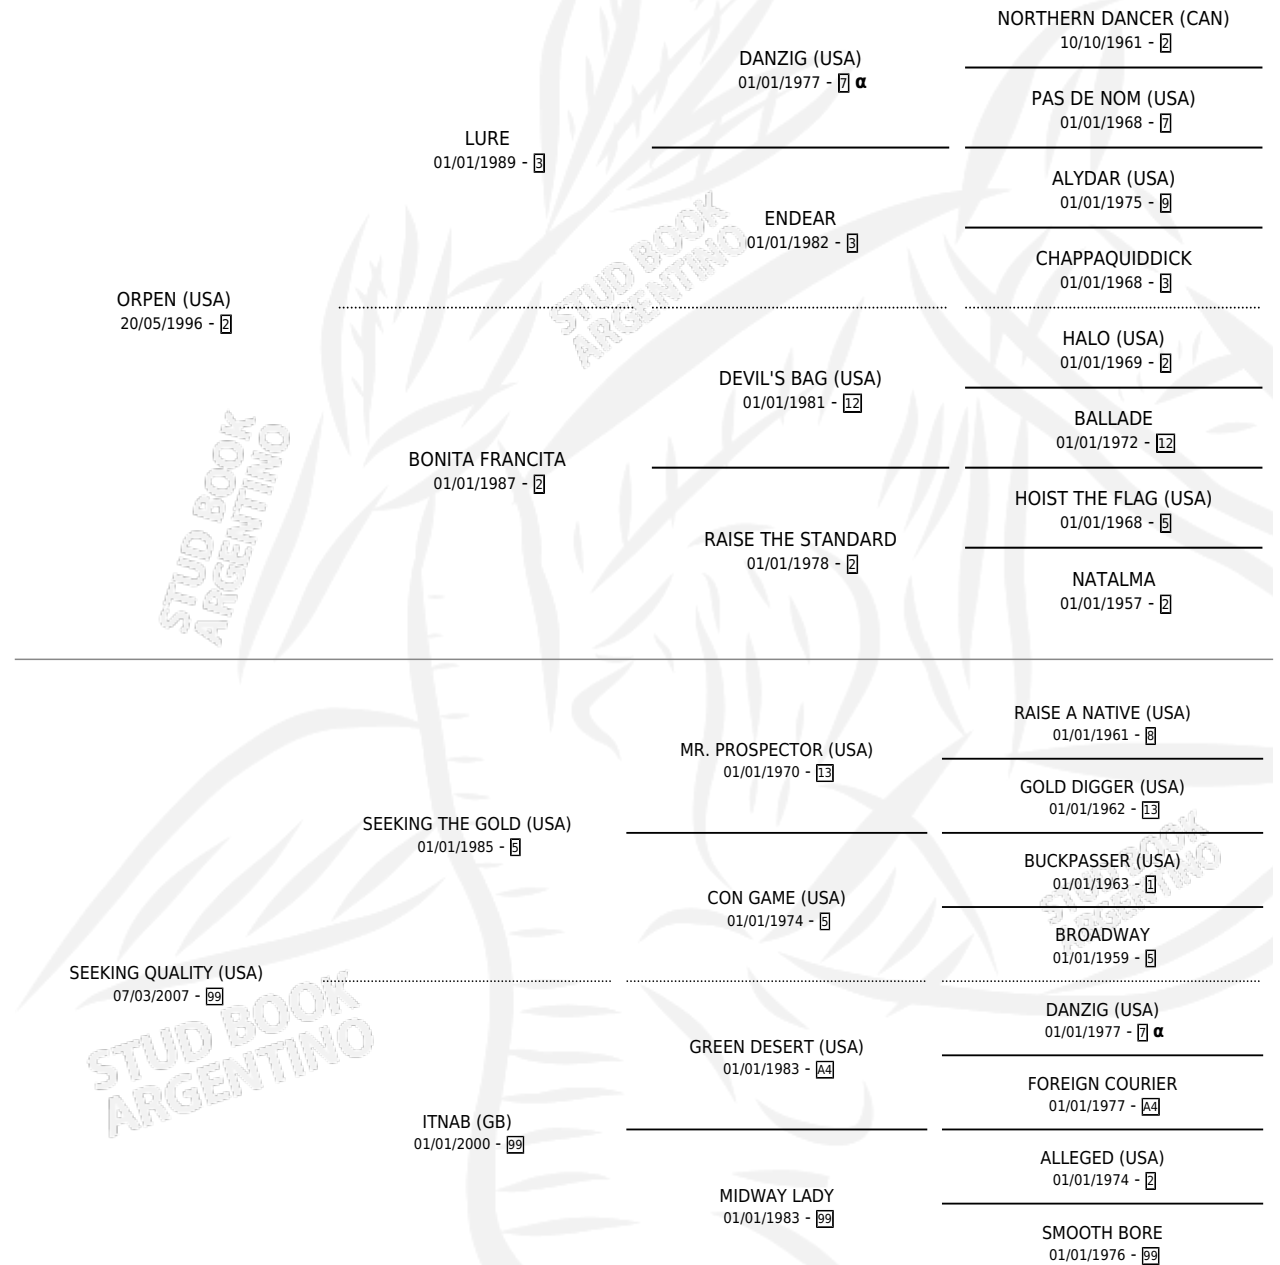 NORTHERN DANCER (CAN)
10/10/1961 - 2
DANZIG (USA)
01/01/1977 - 7 α
PAS DE NOM (USA)
01/01/1968 - 7
LURE
01/01/1989 - 3
ALYDAR (USA)
01/01/1975 - 9
ENDEAR
01/01/1982 - 3
CHAPPAQUIDDICK
01/01/1968 - 3
ORPEN (USA)
20/05/1996 - 2
HALO (USA)
01/01/1969 - 2
DEVIL'S BAG (USA)
01/01/1981 - 12
BALLADE
01/01/1972 - 12
BONITA FRANCITA
01/01/1987 - 2
HOIST THE FLAG (USA)
01/01/1968 - 5
RAISE THE STANDARD
01/01/1978 - 2
NATALMA
01/01/1957 - 2
RAISE A NATIVE (USA)
01/01/1961 - 8
MR. PROSPECTOR (USA)
01/01/1970 - 13
GOLD DIGGER (USA)
01/01/1962 - 13
SEEKING THE GOLD (USA)
01/01/1985 - 5
BUCKPASSER (USA)
01/01/1963 - 1
CON GAME (USA)
01/01/1974 - 5
BROADWAY
01/01/1959 - 5
SEEKING QUALITY (USA)
07/03/2007 - 99
DANZIG (USA)
01/01/1977 - 7 α
GREEN DESERT (USA)
01/01/1983 - A4
FOREIGN COURIER
01/01/1977 - A4
ITNAB (GB)
01/01/2000 - 99
ALLEGED (USA)
01/01/1974 - 2
MIDWAY LADY
01/01/1983 - 99
SMOOTH BORE
01/01/1976 - 99
STUD BOOK
ARGENTINO
STUD BOOK
ARGENTINO
STUD BOOK
ARGENTINO
STUD BOOK
ARGENTINO